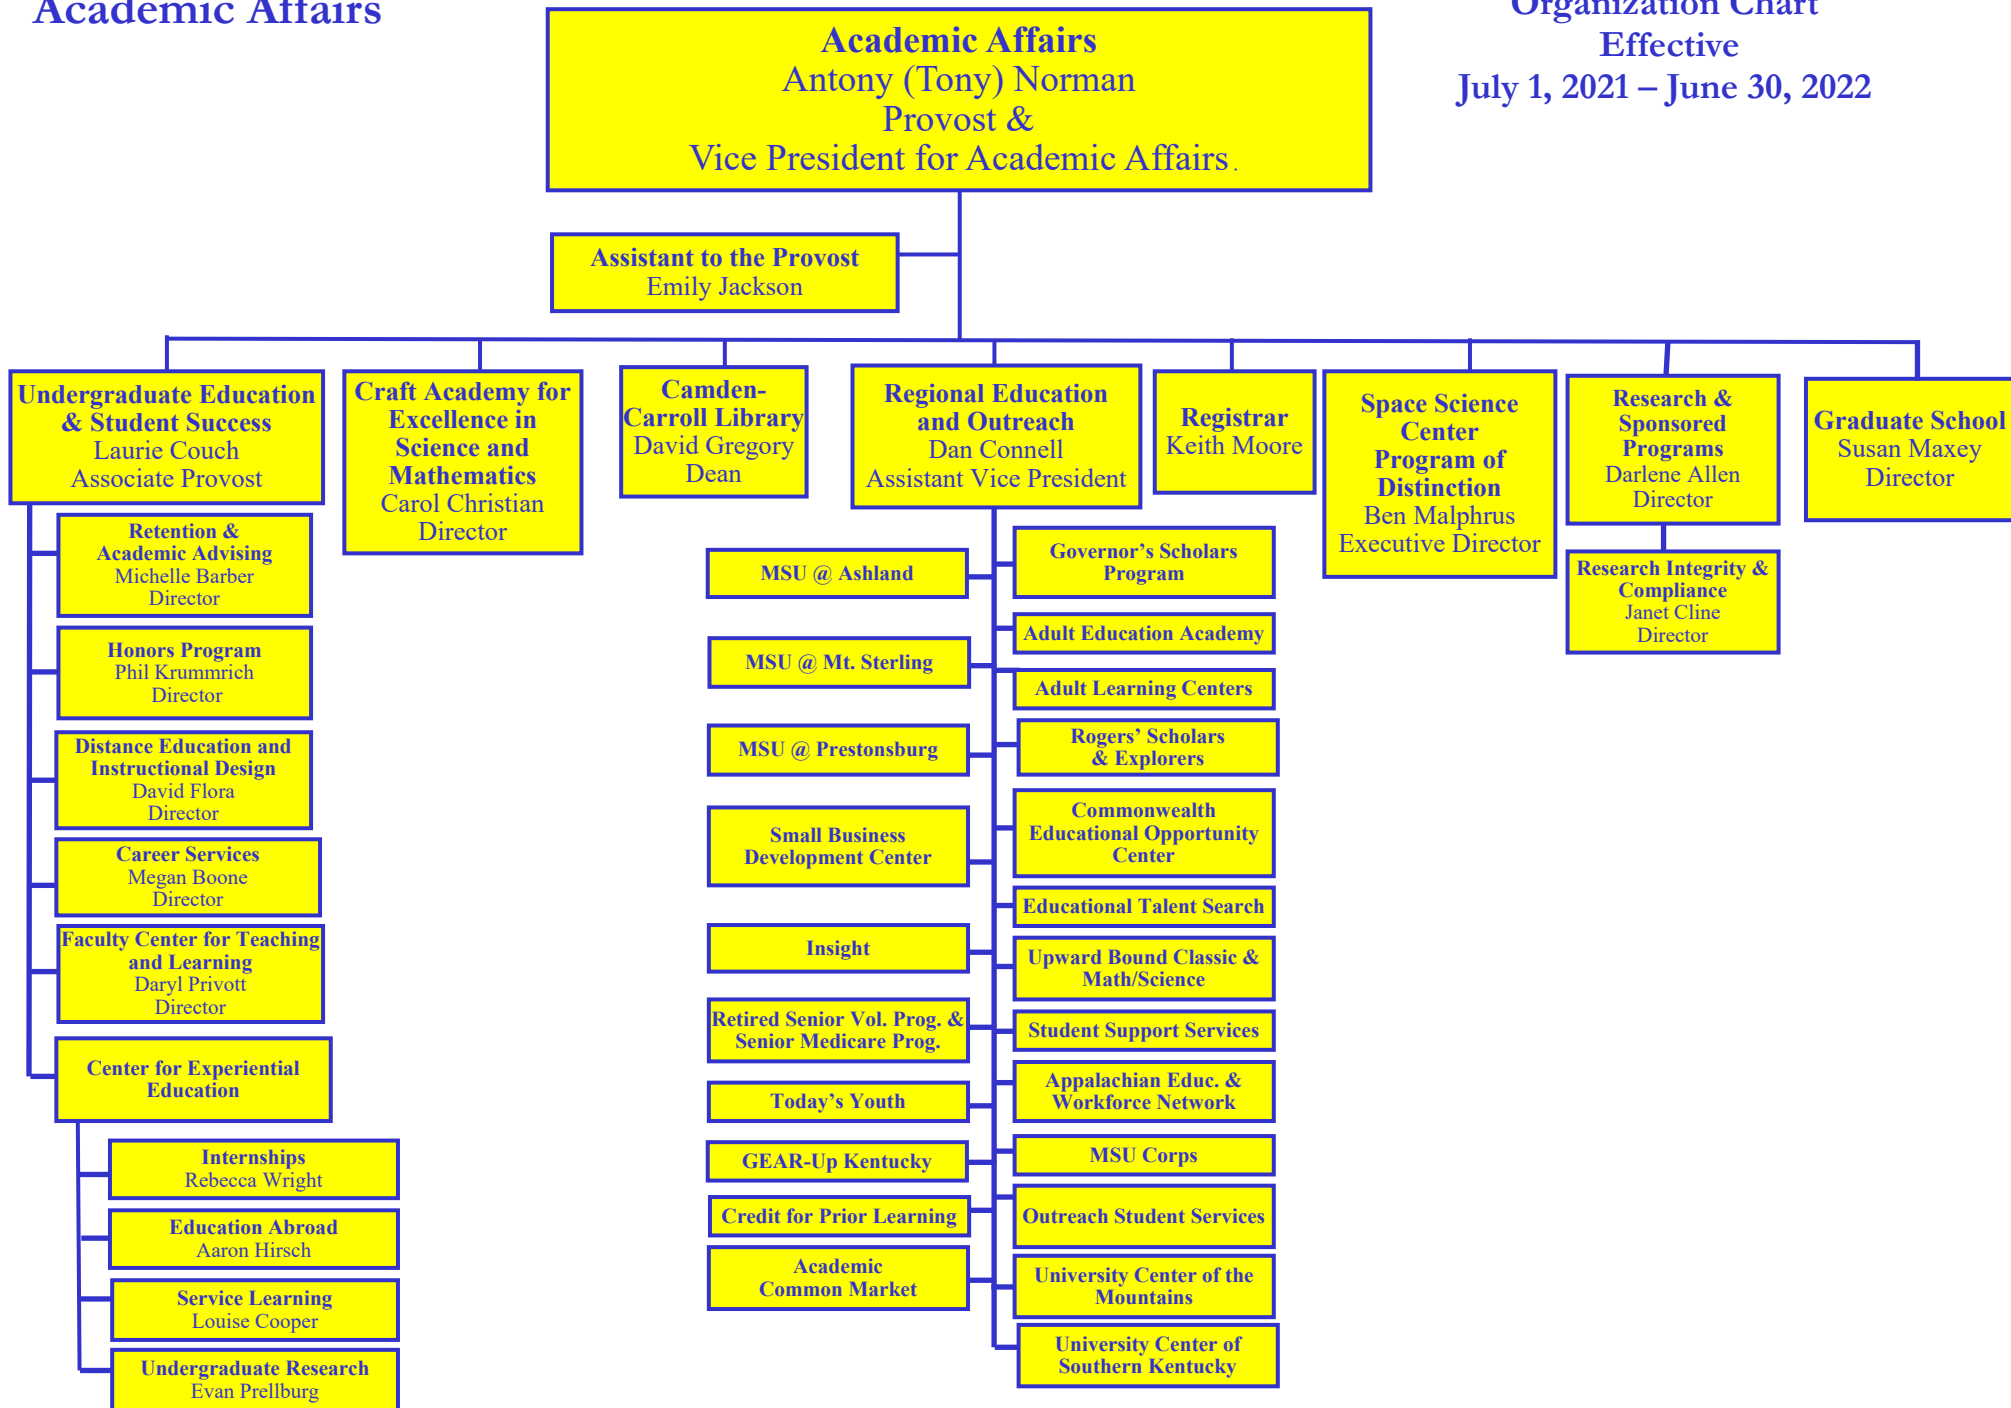 Academic Affairs
Organization Chart
Effective
July 1, 2021 – June 30, 2022
Academic Affairs
Antony (Tony) Norman
Provost &
Vice President for Academic Affairs.
Assistant to the Provost
Emily Jackson
Undergraduate Education
& Student Success
Laurie Couch
Associate Provost
Craft Academy for
Excellence in
Science and
Mathematics
Carol Christian
Director
Camden-
Carroll Library
David Gregory
Dean
Regional Education
and Outreach
Dan Connell
Assistant Vice President
Registrar
Keith Moore
Space Science
Center
Program of
Distinction
Ben Malphrus
Executive Director
Research &
Sponsored
Programs
Darlene Allen
Director
Graduate School
Susan Maxey
Director
Retention &
Academic Advising
Michelle Barber
Director
Honors Program
Phil Krummrich
Director
Distance Education and
Instructional Design
David Flora
Director
Career Services
Megan Boone
Director
Faculty Center for Teaching
and Learning
Daryl Privott
Director
Center for Experiential
Education
Internships
Rebecca Wright
Education Abroad
Aaron Hirsch
Service Learning
Louise Cooper
Undergraduate Research
Evan Prellburg
MSU @ Ashland
MSU @ Mt. Sterling
MSU @ Prestonsburg
Small Business
Development Center
Insight
Retired Senior Vol. Prog. &
Senior Medicare Prog.
Today’s Youth
GEAR-Up Kentucky
Credit for Prior Learning
Academic
Common Market
Governor’s Scholars
Program
Adult Education Academy
Adult Learning Centers
Rogers’ Scholars
& Explorers
Commonwealth
Educational Opportunity
Center
Educational Talent Search
Upward Bound Classic &
Math/Science
Student Support Services
Appalachian Educ. &
Workforce Network
MSU Corps
Outreach Student Services
University Center of the
Mountains
University Center of
Southern Kentucky
Research Integrity &
Compliance
Janet Cline
Director